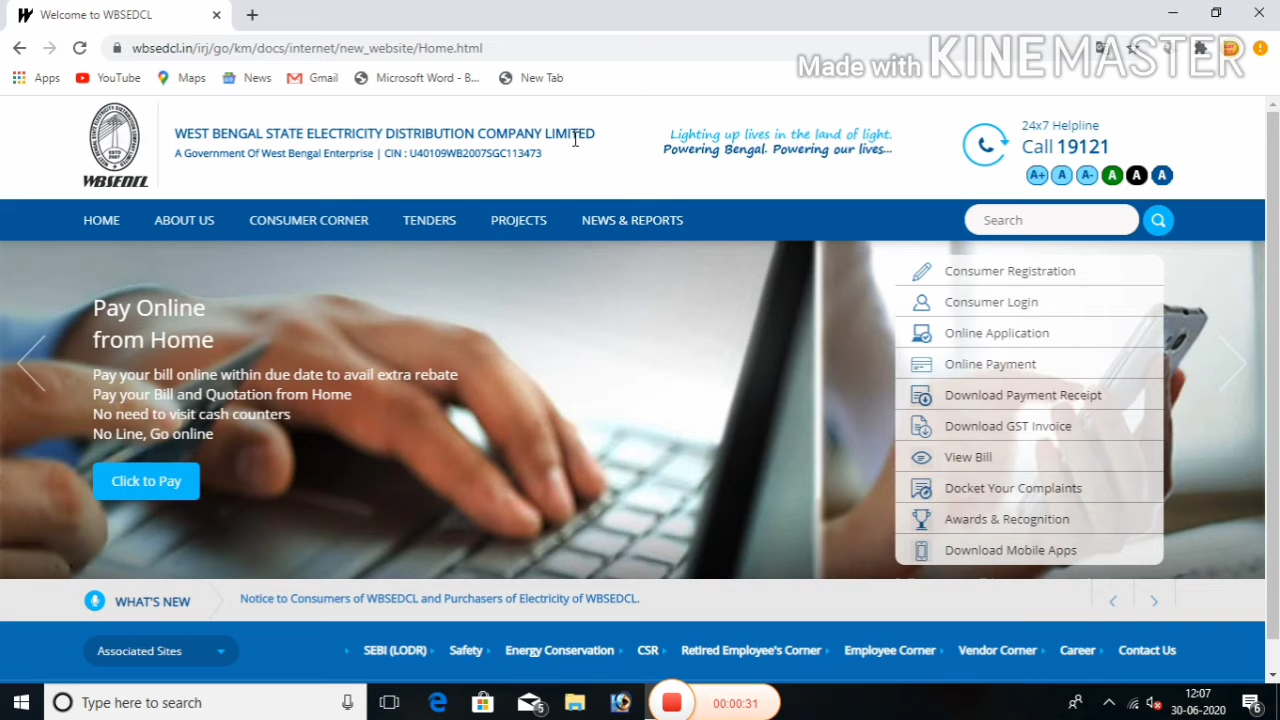 Welcome to WBSEDCL
wbsedcl.in/irj/go/km/docs/internet/new_website/Home.html
Apps YouTube Maps News Gmail Microsoft Word - B... New Tab
Made with KINEMASTER
WEST BENGAL STATE ELECTRICITY DISTRIBUTION COMPANY LIMITED
A Government Of West Bengal Enterprise | CIN : U40109WB2007SGC113473
WBSEDCL
Lighting up lives in the land of light.
Powering Bengal. Powering our lives...
24x7 Helpline
Call 19121
A+ A A- A A A
HOME ABOUT US CONSUMER CORNER TENDERS PROJECTS NEWS & REPORTS Search
Pay Online
from Home
Pay your bill online within due date to avail extra rebate
Pay your Bill and Quotation from Home
No need to visit cash counters
No Line, Go online
Click to Pay
Consumer Registration
Consumer Login
Online Application
Online Payment
Download Payment Receipt
Download GST Invoice
View Bill
Docket Your Complaints
Awards & Recognition
Download Mobile Apps
WHAT'S NEW Notice to Consumers of WBSEDCL and Purchasers of Electricity of WBSEDCL.
Associated Sites SEBI (LODR) Safety Energy Conservation CSR Retired Employee's Corner Employee Corner Vendor Corner Career Contact Us
Type here to search 5 00:00:31 12:07
30-06-2020 6